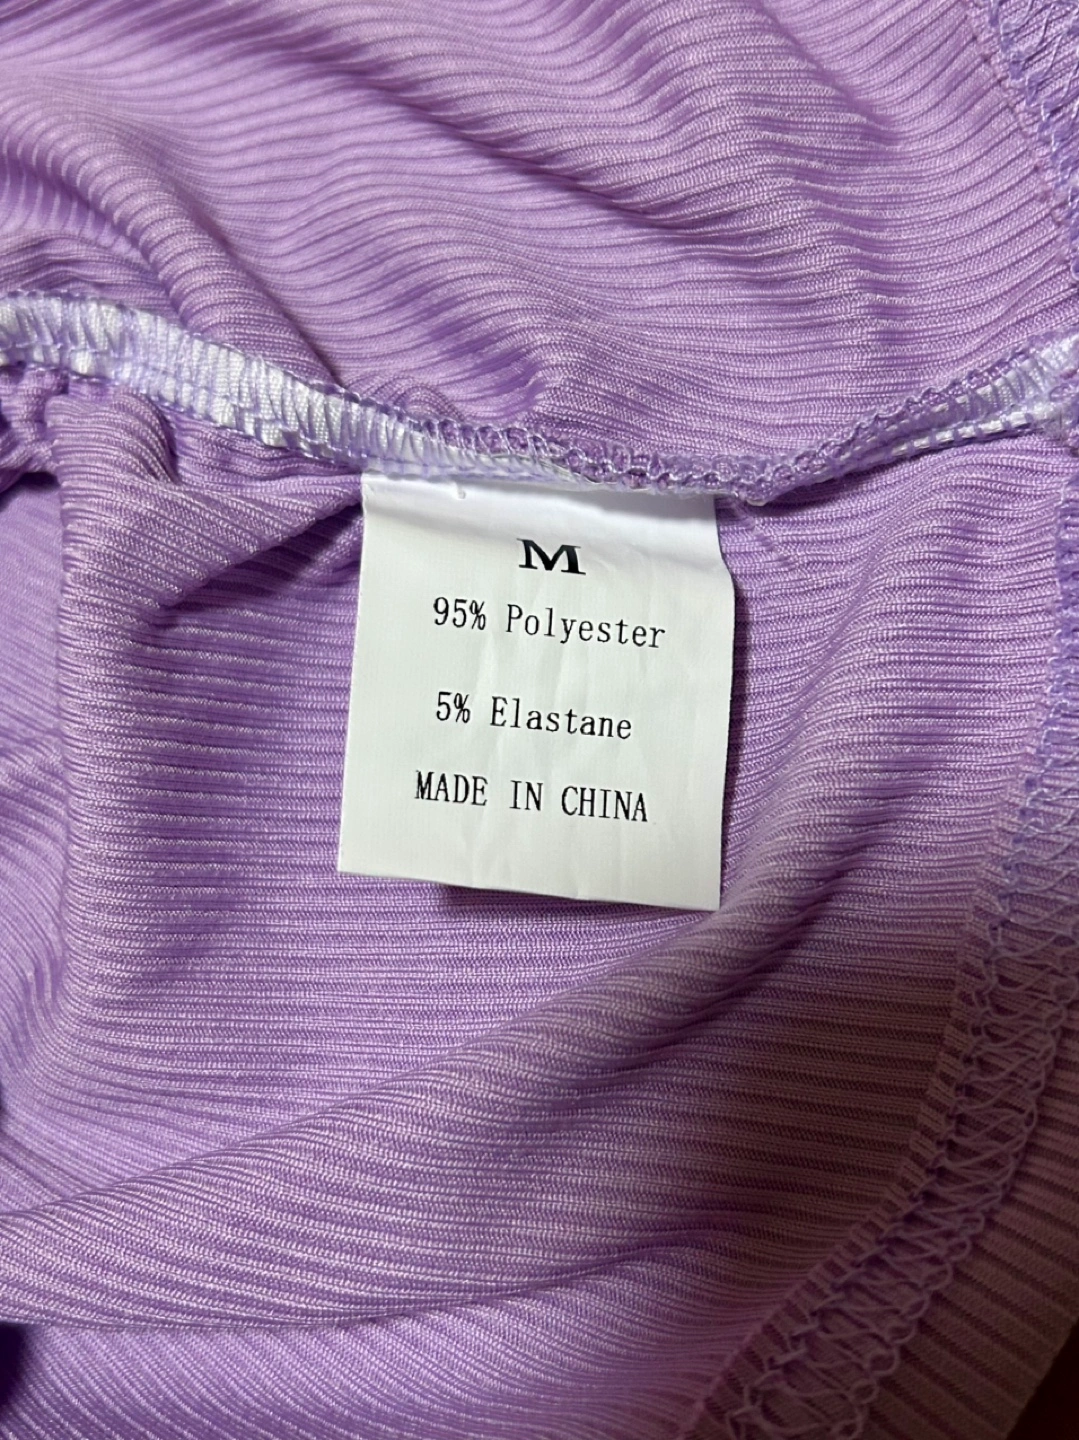 M
95% Polyester
5% Elastane
MADE IN CHINA